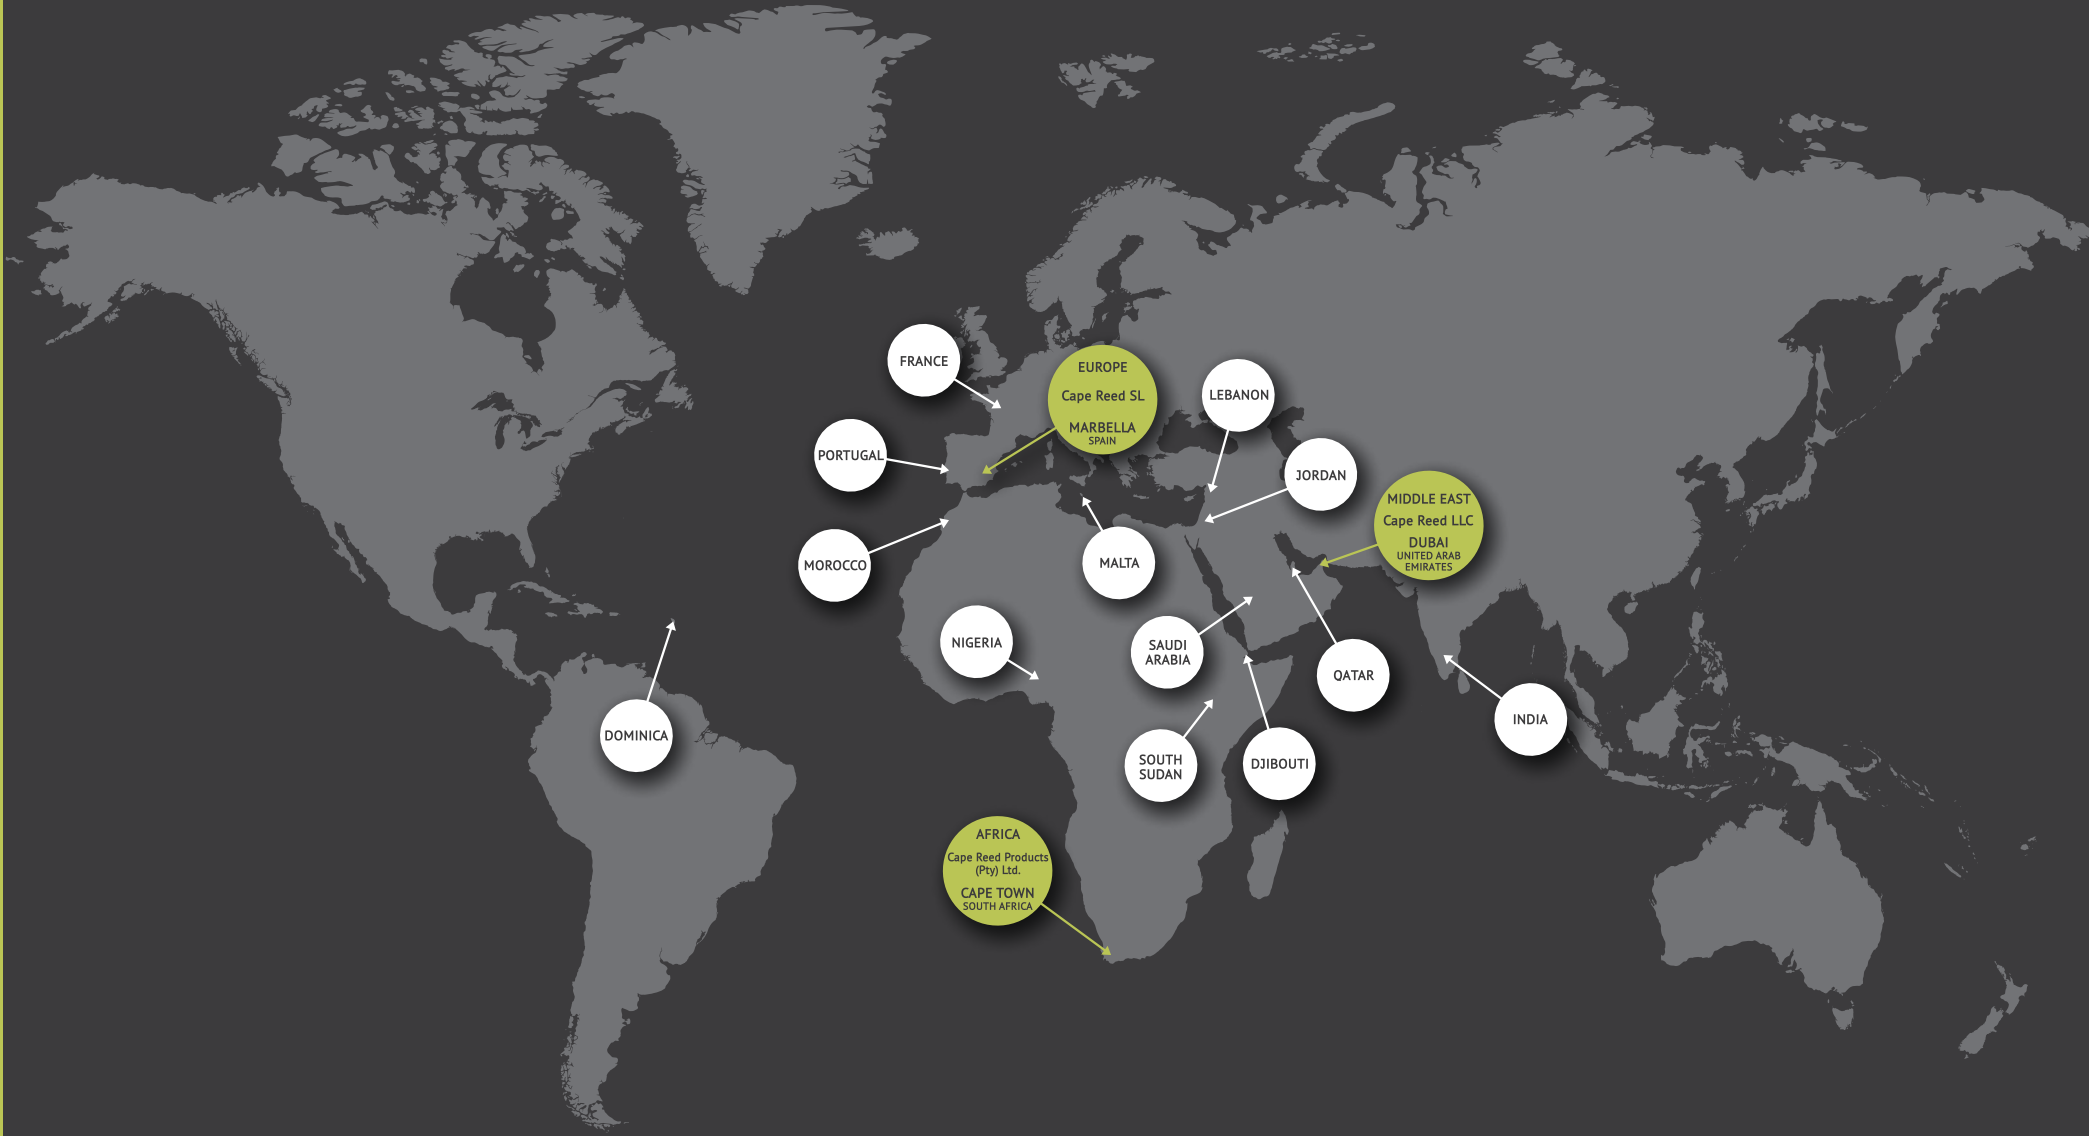 FRANCE
EUROPE
Cape Reed SL
MARBELLA
SPAIN
LEBANON
PORTUGAL
JORDAN
MIDDLE EAST
Cape Reed LLC
DUBAI
UNITED ARAB
EMIRATES
MOROCCO
MALTA
NIGERIA
SAUDI
ARABIA
QATAR
DOMINICA
INDIA
SOUTH
SUDAN
DJIBOUTI
AFRICA
Cape Reed Products
(Pty) Ltd.
CAPE TOWN
SOUTH AFRICA